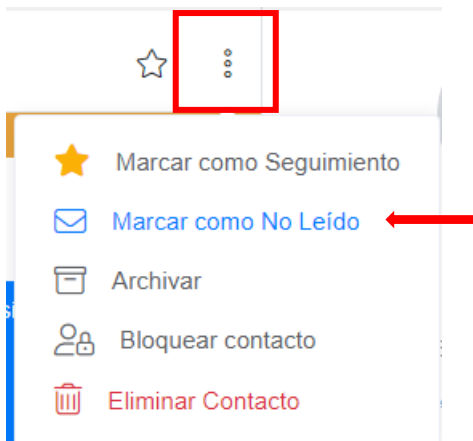 Marcar como Seguimiento
Marcar como No Leído
Archivar
Bloquear contacto
Eliminar Contacto